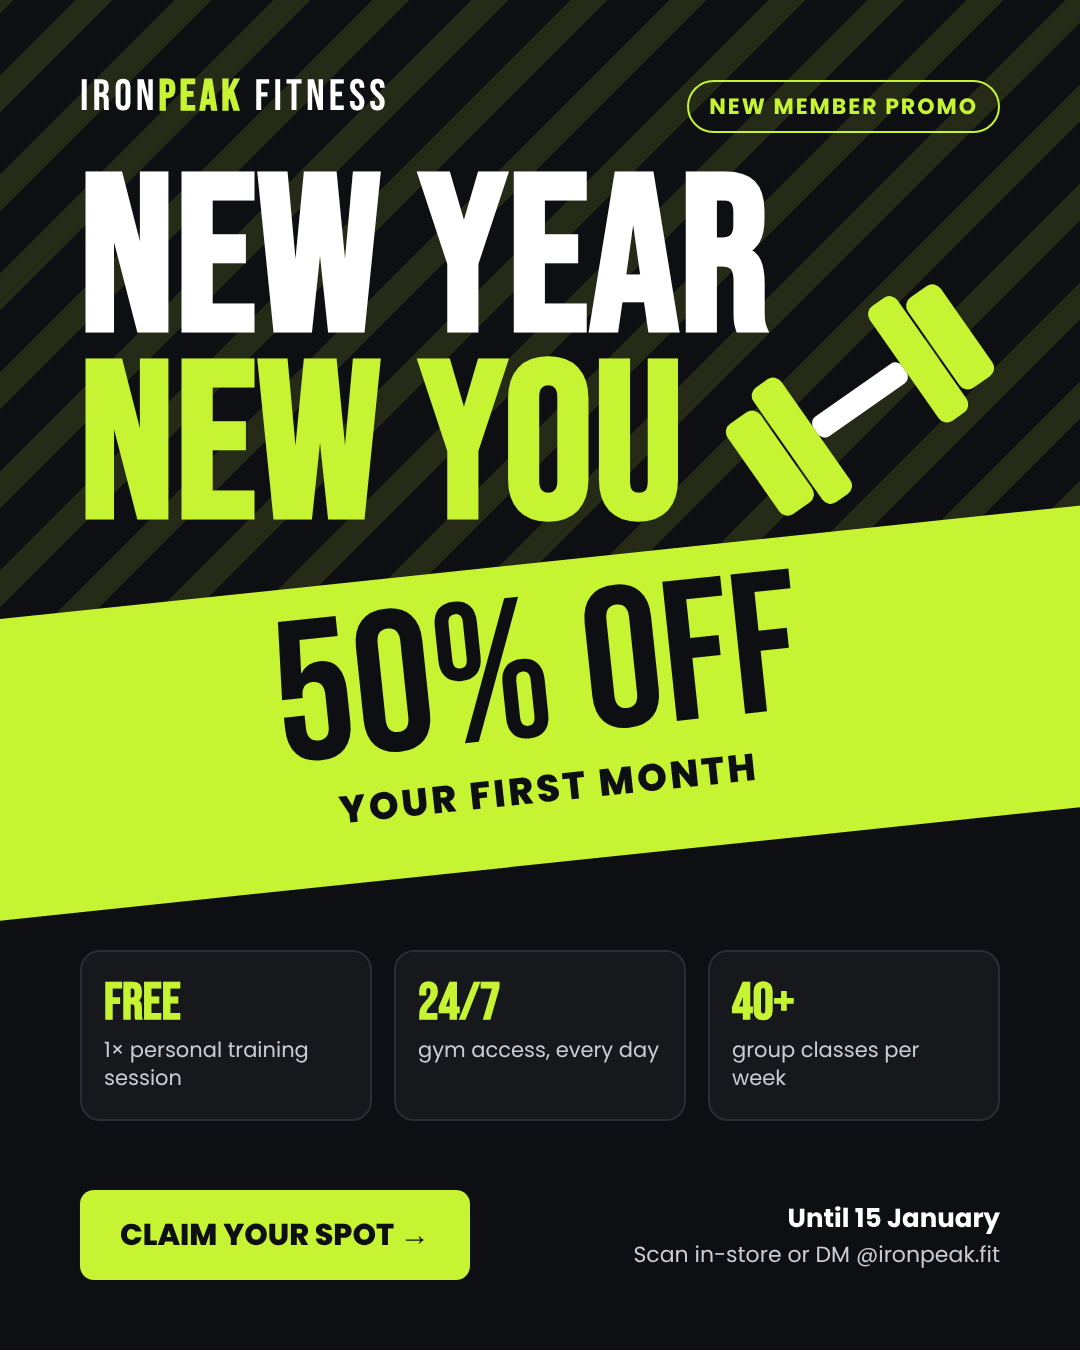 IRONPEAK FITNESS
NEW MEMBER PROMO
NEW YEAR
NEW YOU
50% OFF
YOUR FIRST MONTH
FREE
1× personal training
session
24/7
gym access, every day
40+
group classes per
week
CLAIM YOUR SPOT →
Until 15 January
Scan in-store or DM @ironpeak.fit